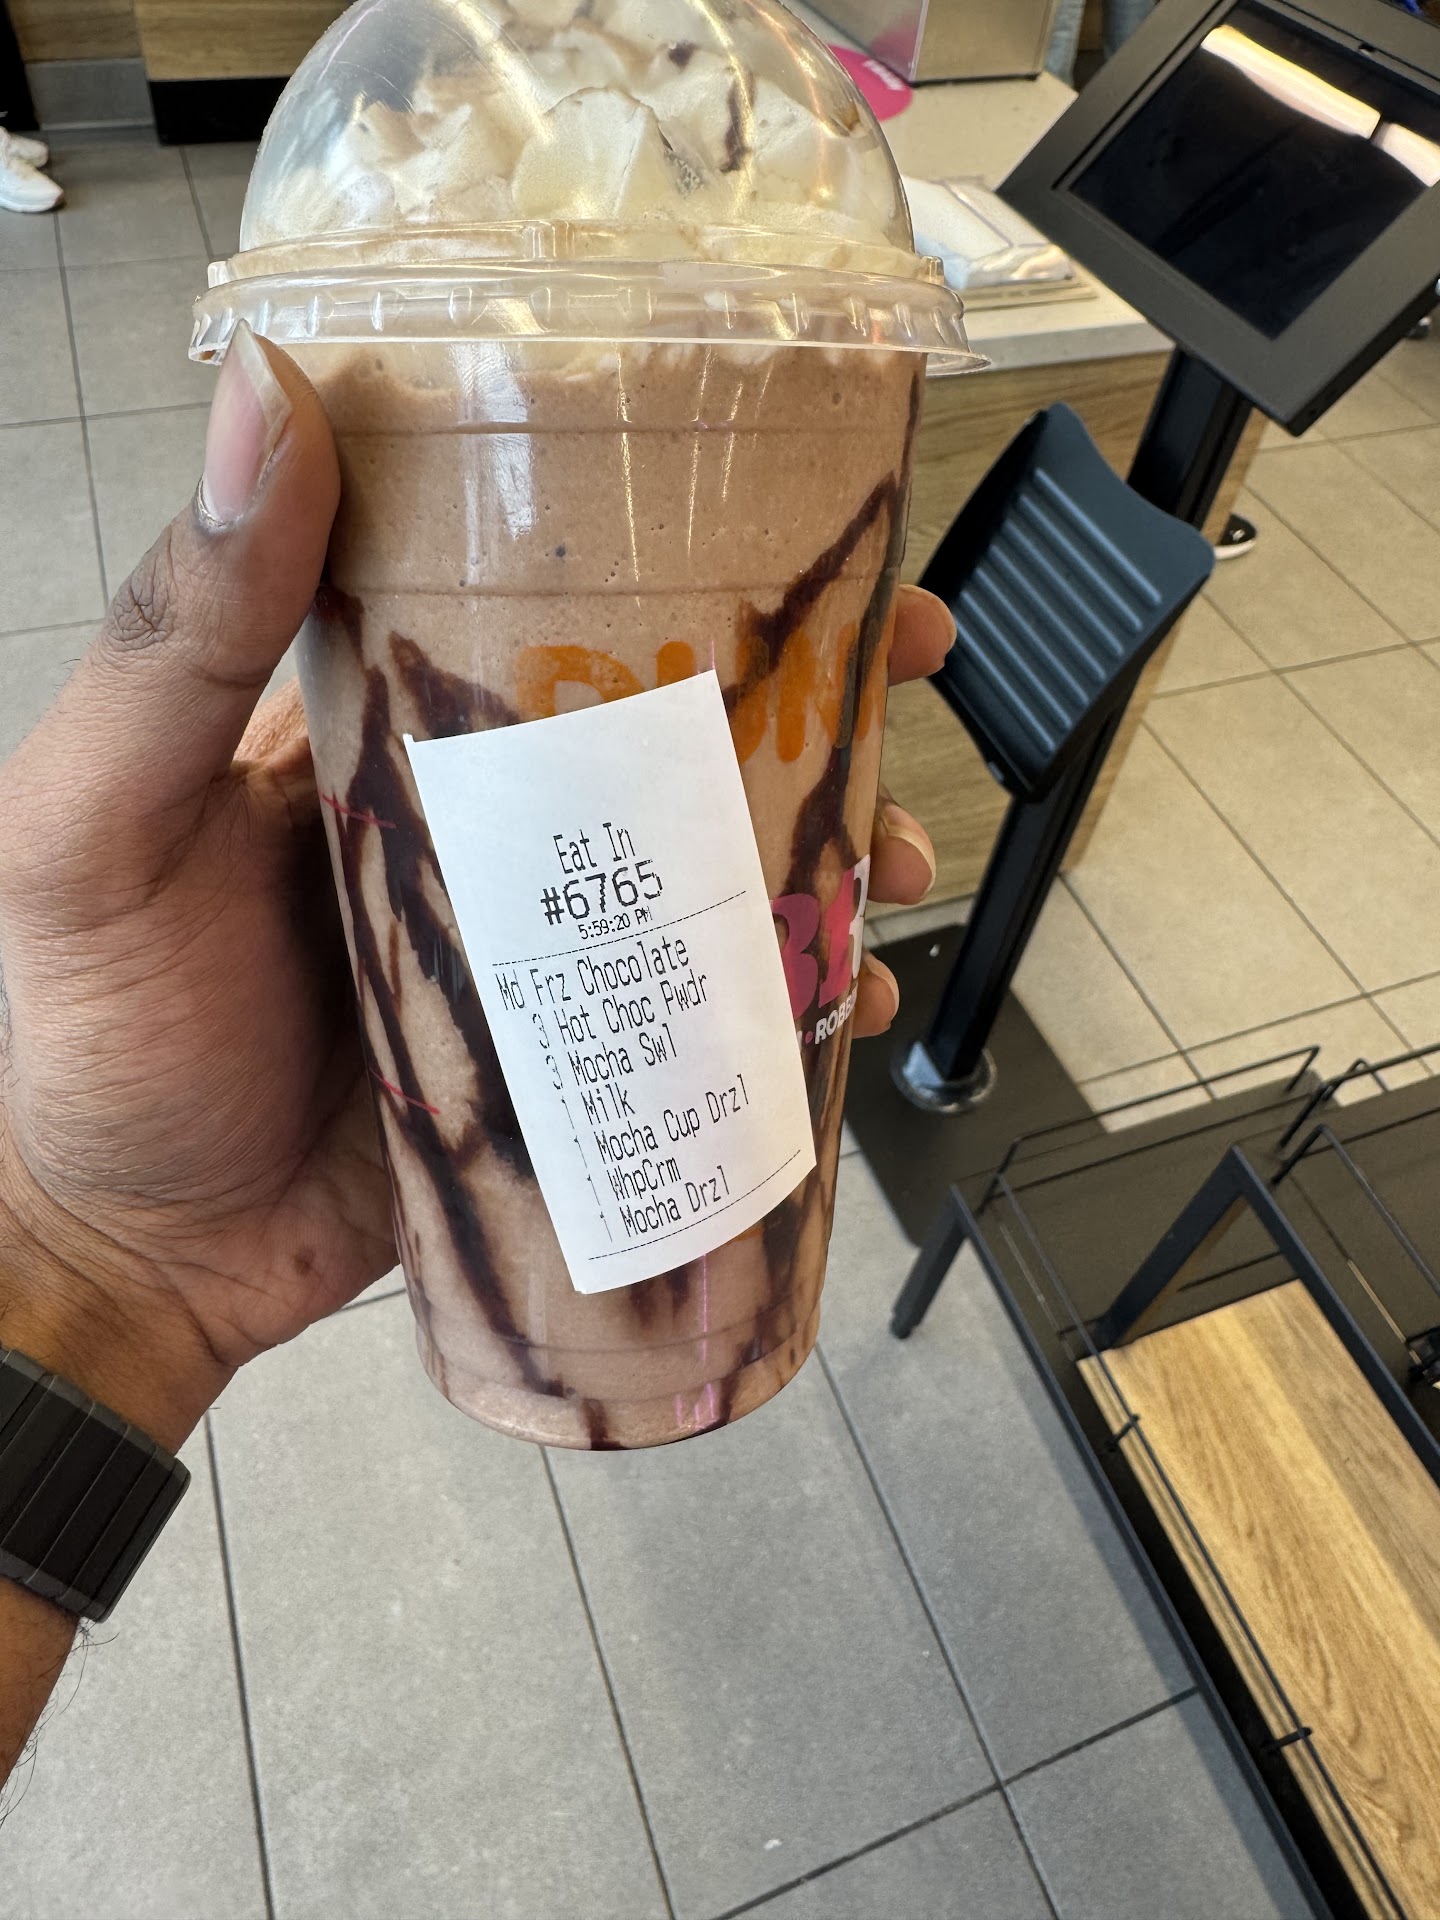 DUN
Eat In
#6765
5:59:20 PM
Md Frz Chocolate
3 Hot Choc Pwdr
3 Mocha Swl
1 Milk
1 Mocha Cup Drzl
1 WhpCrm
1 Mocha Drzl